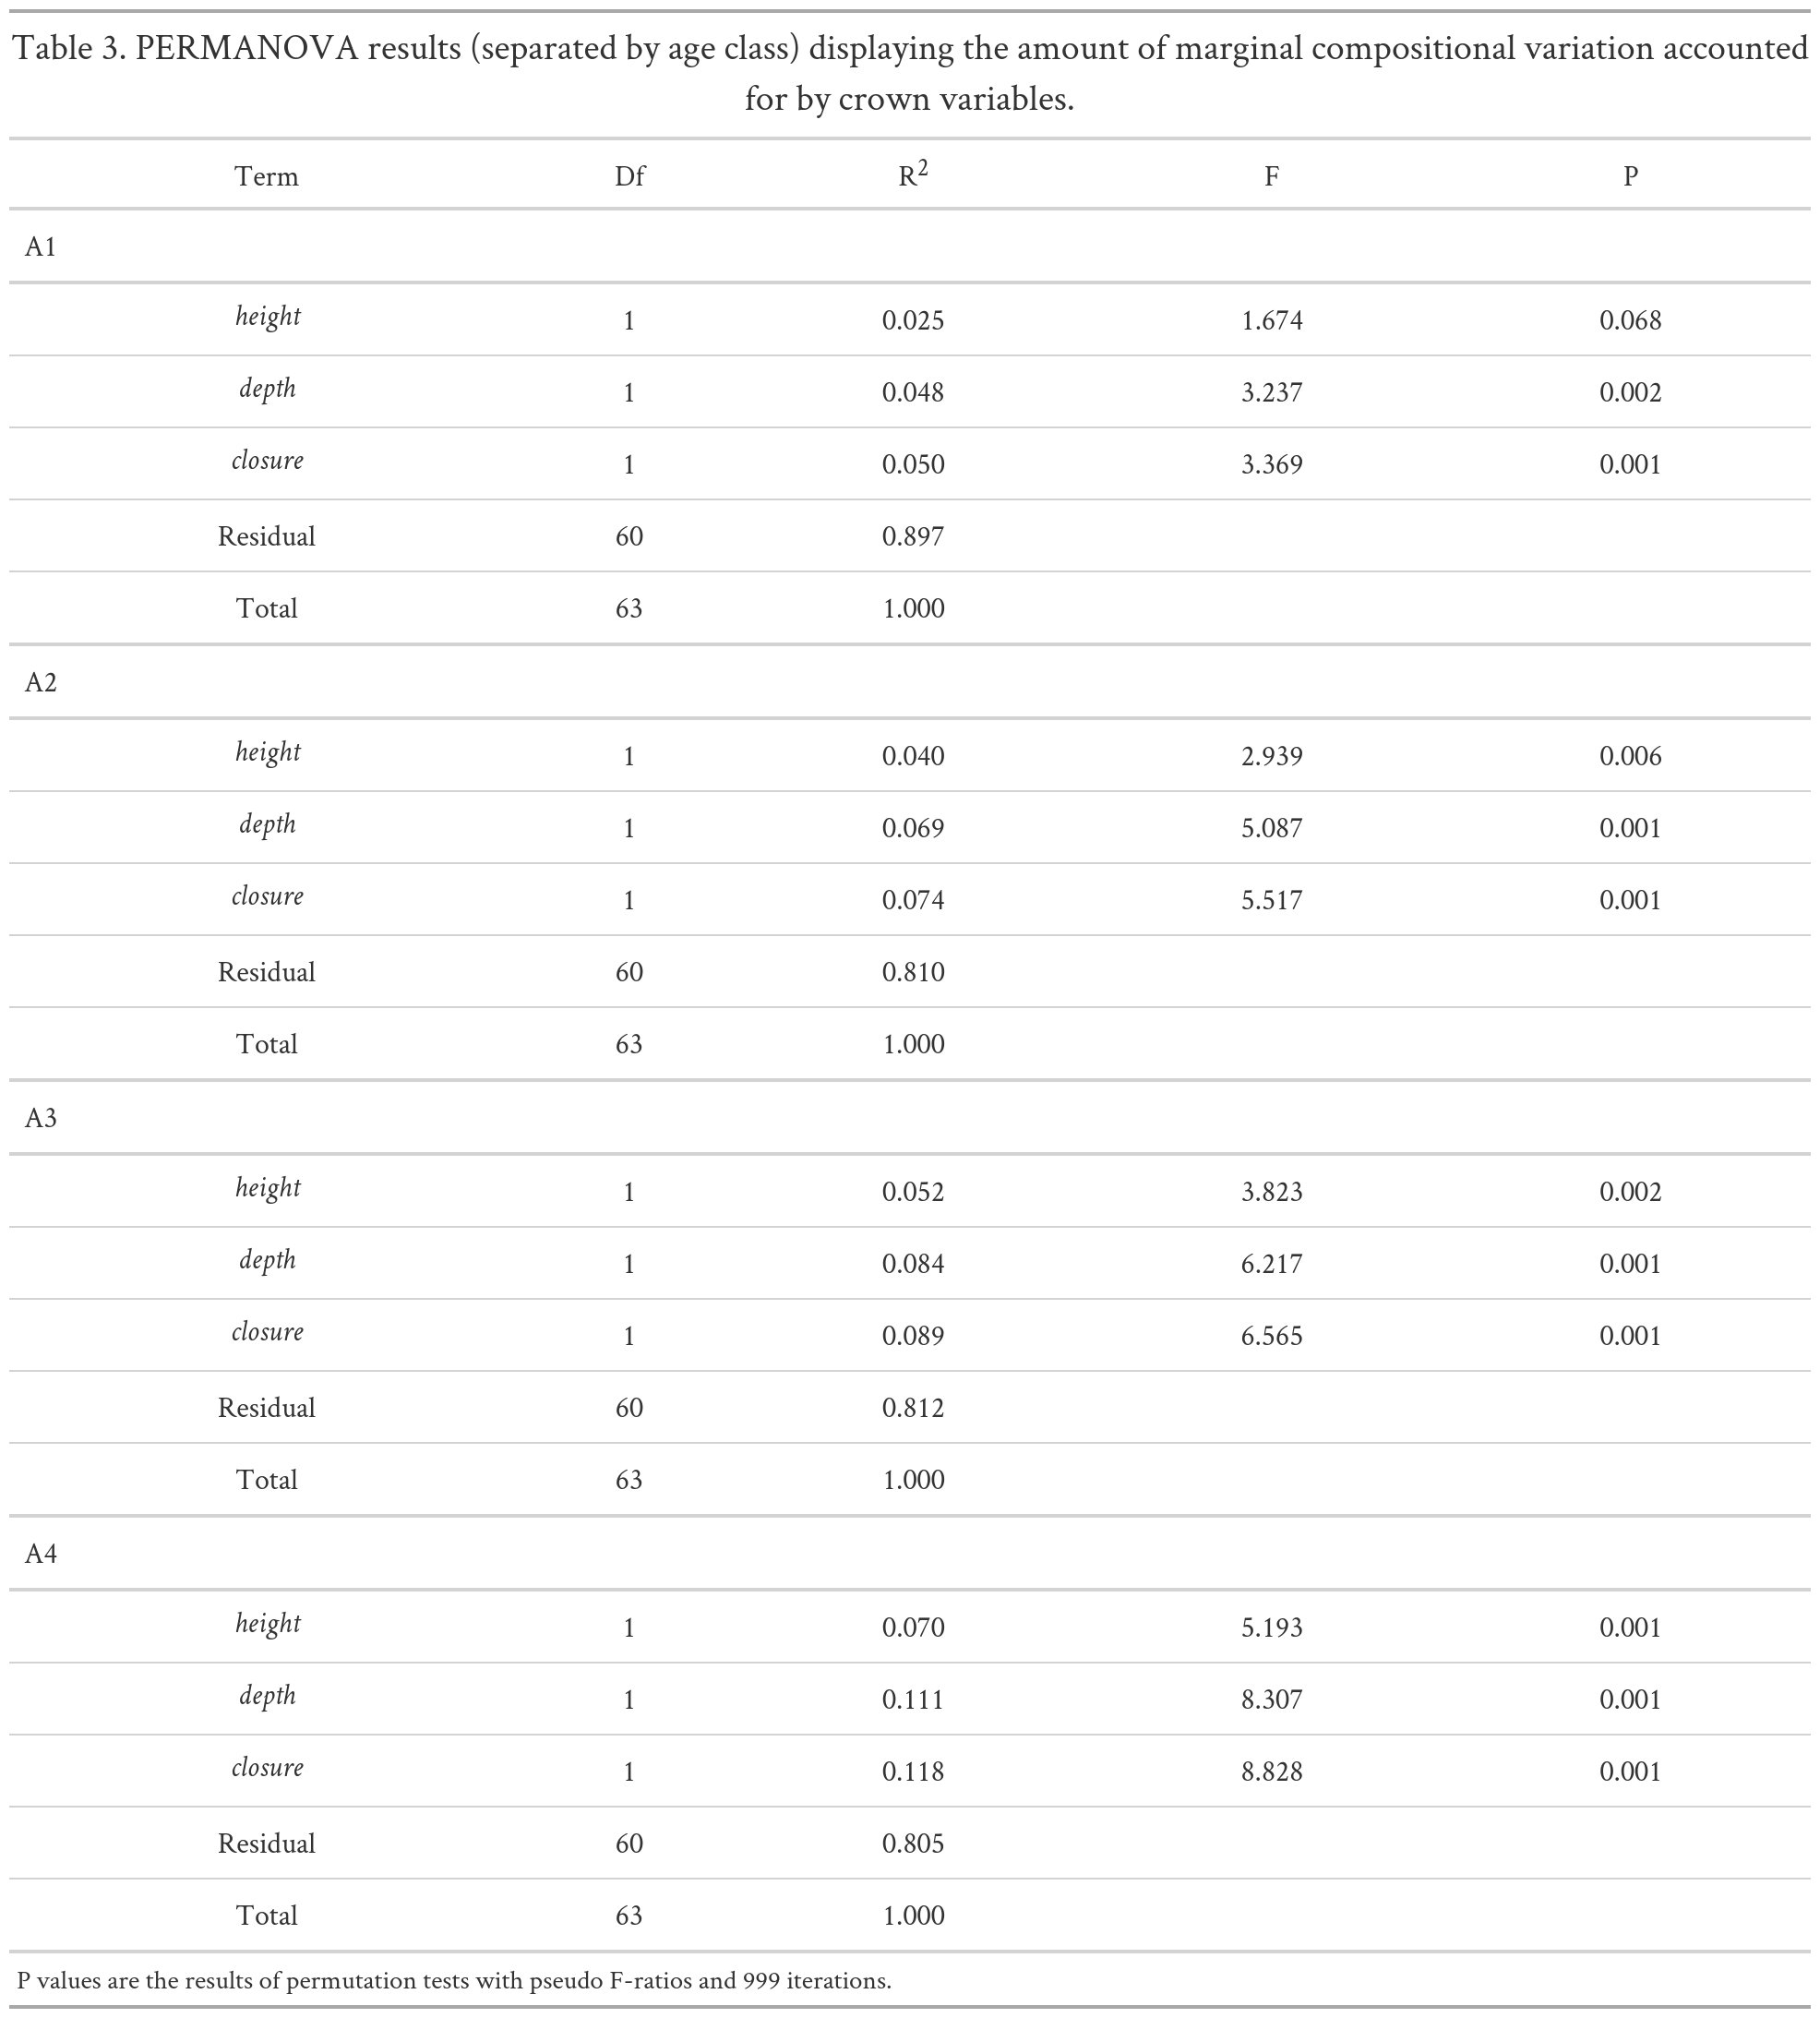 Table 3. PERMANOVA results (separated by age class) displaying the amount of marginal compositional variation accounted
for by crown variables.
Term Df R² F P
A1
height 1 0.025 1.674 0.068
depth 1 0.048 3.237 0.002
closure 1 0.050 3.369 0.001
Residual 60 0.897
Total 63 1.000
A2
height 1 0.040 2.939 0.006
depth 1 0.069 5.087 0.001
closure 1 0.074 5.517 0.001
Residual 60 0.810
Total 63 1.000
A3
height 1 0.052 3.823 0.002
depth 1 0.084 6.217 0.001
closure 1 0.089 6.565 0.001
Residual 60 0.812
Total 63 1.000
A4
height 1 0.070 5.193 0.001
depth 1 0.111 8.307 0.001
closure 1 0.118 8.828 0.001
Residual 60 0.805
Total 63 1.000
P values are the results of permutation tests with pseudo F-ratios and 999 iterations.